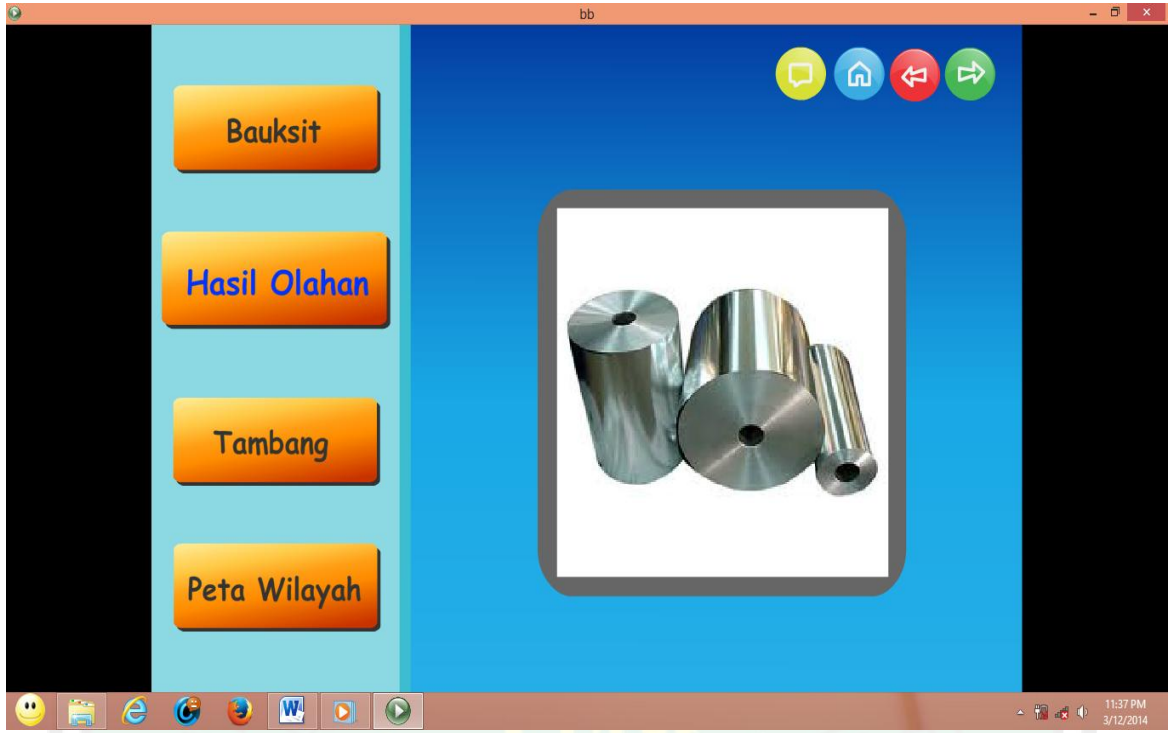 bb
Bauksit
Hasil Olahan
Tambang
Peta Wilayah
11:37 PM
3/12/2014